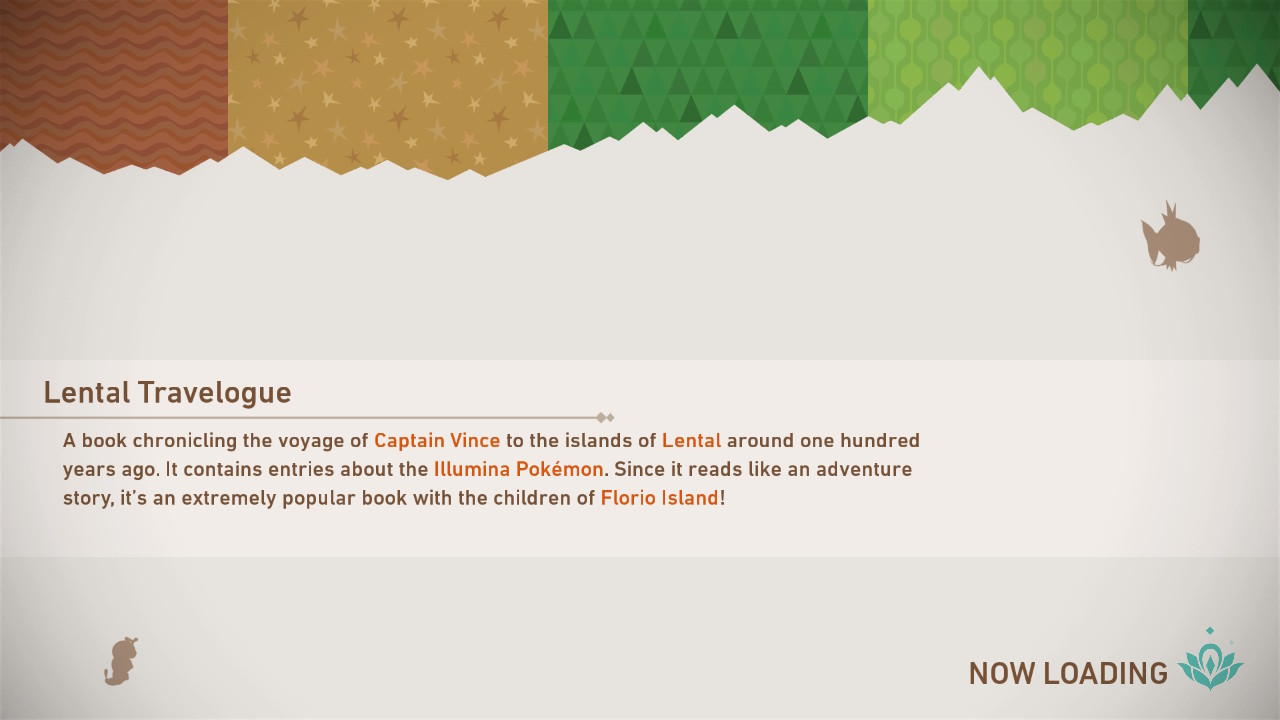 Lental Travelogue
A book chronicling the voyage of Captain Vince to the islands of Lental around one hundred
years ago. It contains entries about the Illumina Pokémon. Since it reads like an adventure
story, it's an extremely popular book with the children of Florio Island!
NOW LOADING